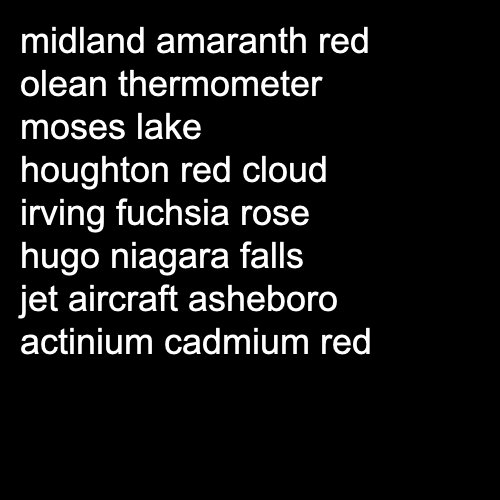 midland amaranth red
olean thermometer
moses lake
houghton red cloud
irving fuchsia rose
hugo niagara falls
jet aircraft asheboro
actinium cadmium red